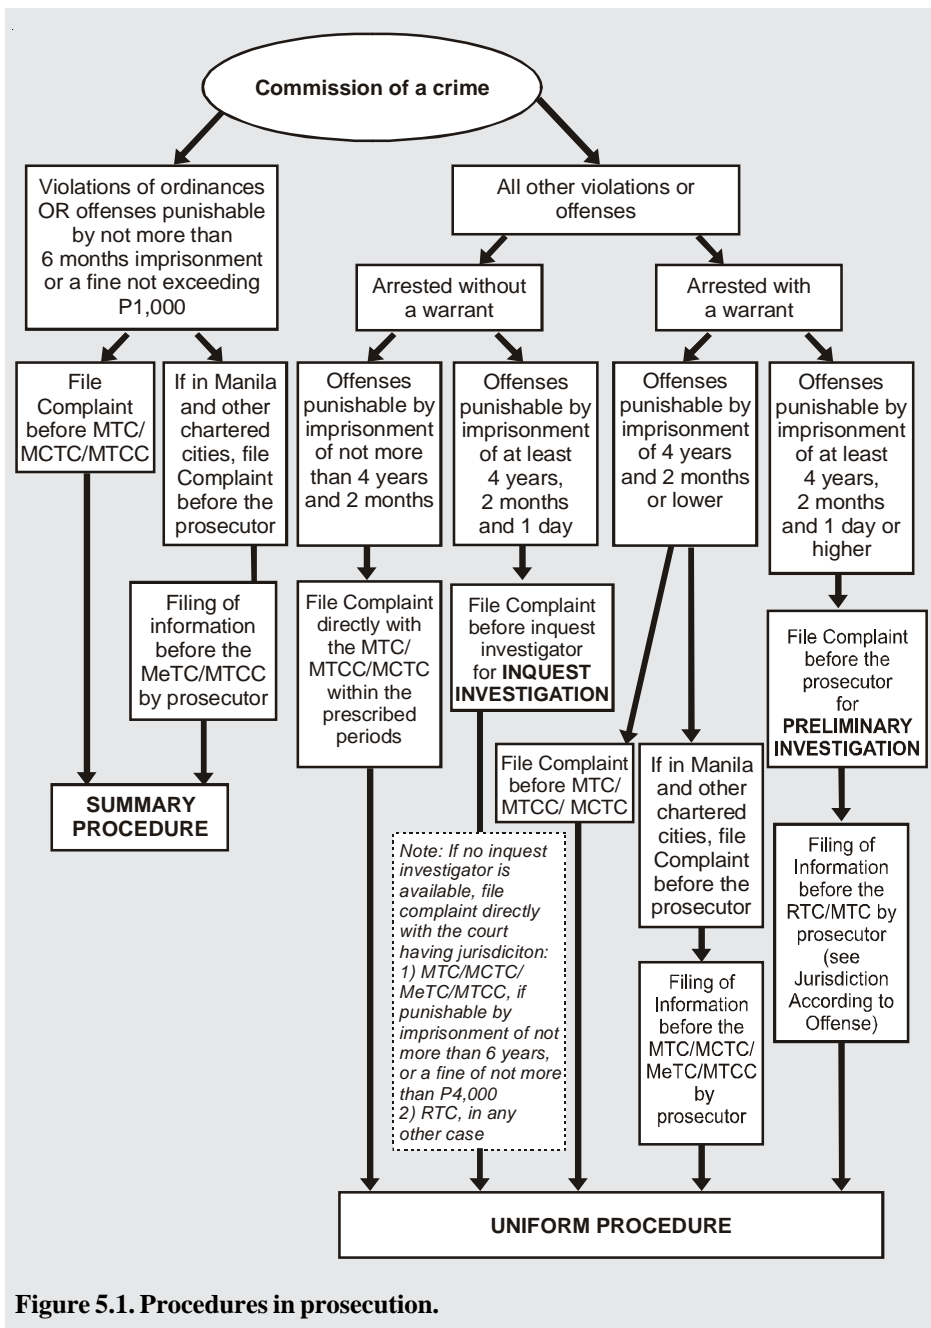 Commission of a crime
Violations of ordinances
OR offenses punishable
by not more than
6 months imprisonment
or a fine not exceeding
P1,000
All other violations or
offenses
Arrested without
a warrant
Arrested with
a warrant
File
Complaint
before MTC/
MCTC/MTCC
If in Manila
and other
chartered
cities, file
Complaint
before the
prosecutor
Offenses
punishable by
imprisonment
of not more
than 4 years
and 2 months
Offenses
punishable by
imprisonment
of at least
4 years,
2 months
and 1 day
Offenses
punishable by
imprisonment
of 4 years
and 2 months
or lower
Offenses
punishable by
imprisonment
of at least
4 years,
2 months
and 1 day or
higher
Filing of
information
before the
MeTC/MTCC
by prosecutor
File Complaint
directly with
the MTC/
MTCC/MCTC
within the
prescribed
periods
File Complaint
before inquest
investigator
for INQUEST
INVESTIGATION
File Complaint
before the
prosecutor
for
PRELIMINARY
INVESTIGATION
File Complaint
before MTC/
MTCC/ MCTC
If in Manila
and other
chartered
cities, file
Complaint
before the
prosecutor
SUMMARY
PROCEDURE
Note: If no inquest
investigator is
available, file
complaint directly
with the court
having jurisdiciton:
1) MTC/MCTC/
MeTC/MTCC, if
punishable by
imprisonment of not
more than 6 years,
or a fine of not more
than P4,000
2) RTC, in any
other case
Filing of
Information
before the
RTC/MTC by
prosecutor
(see
Jurisdiction
According to
Offense)
Filing of
Information
before the
MTC/MCTC/
MeTC/MTCC
by
prosecutor
UNIFORM PROCEDURE
Figure 5.1. Procedures in prosecution.